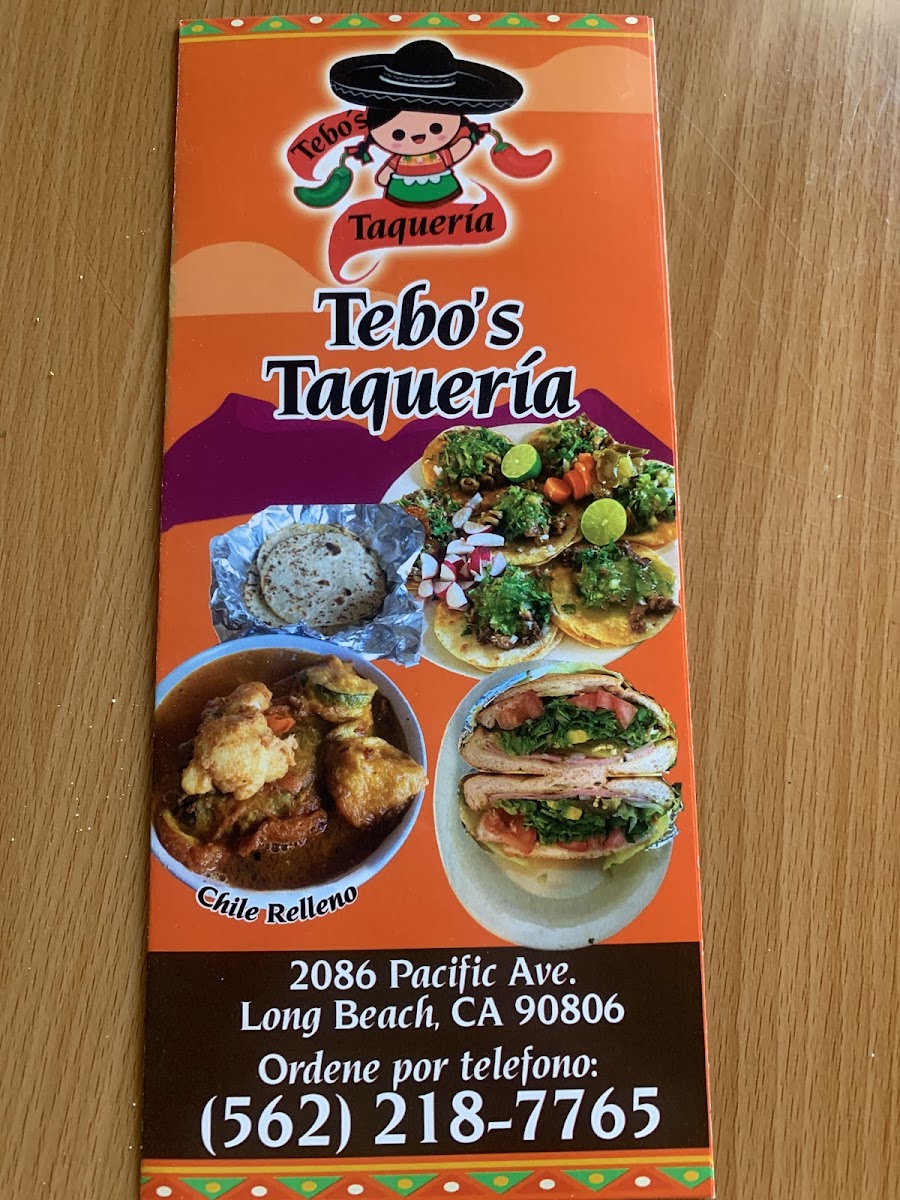 Tebo's
Taquería
Tebo's
Taquería
Chile Relleno
2086 Pacific Ave.
Long Beach, CA 90806
Ordene por telefono:
(562) 218-7765